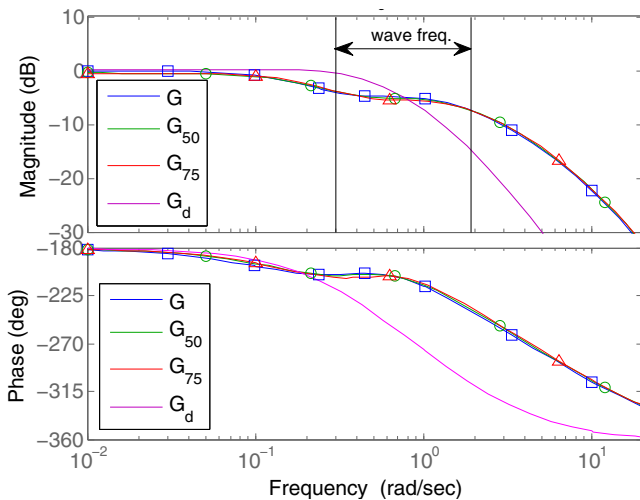 wave freq.
10
0
−10
−20
−30
Magnitude (dB)
G
G50
G75
Gd
−180
−225
−270
−315
−360
Phase (deg)
G
G50
G75
Gd
10−2
10−1
100
101
Frequency (rad/sec)